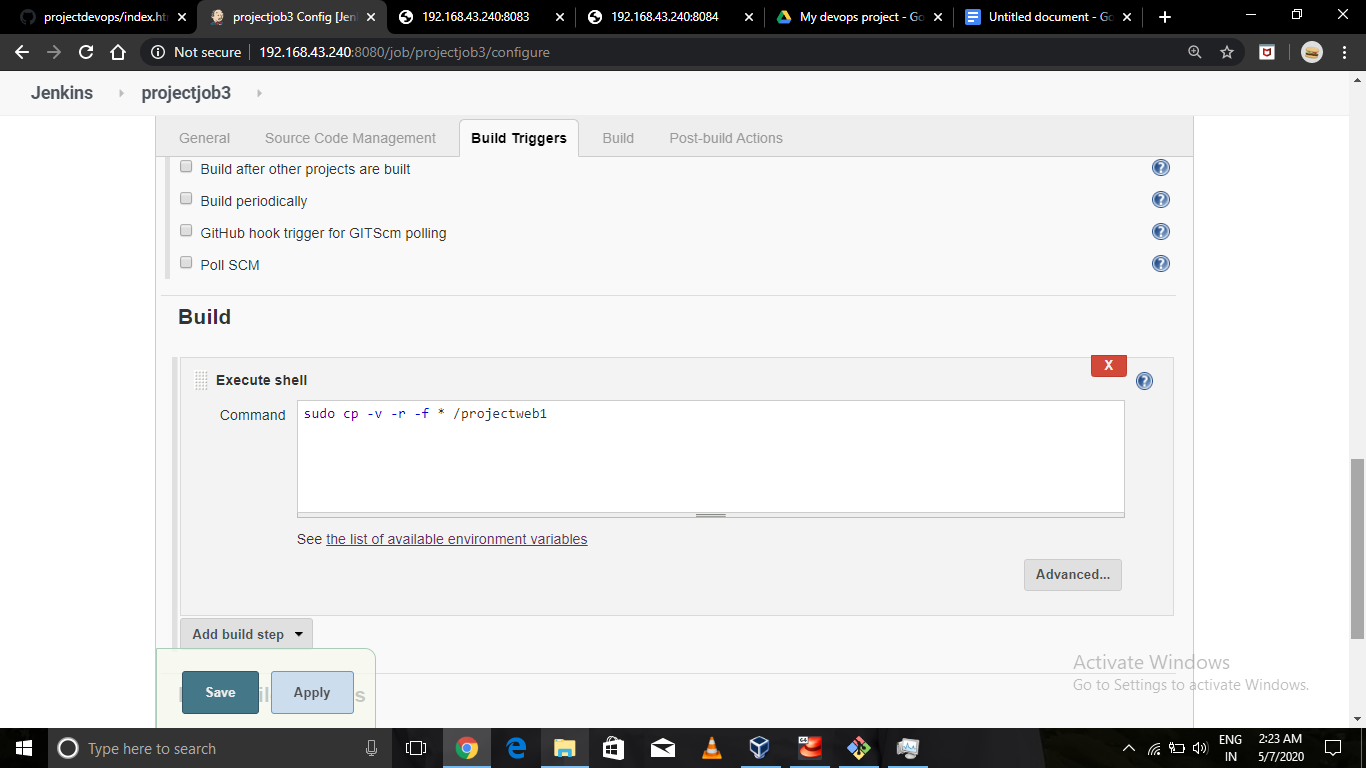 projectdevops/index.ht
projectjob3 Config [Jen
192.168.43.240:8083
192.168.43.240:8084
My devops project - Go
Untitled document - Go
Not secure
192.168.43.240:8080/job/projectjob3/configure
Jenkins
projectjob3
General
Source Code Management
Build Triggers
Build
Post-build Actions
Build after other projects are built
Build periodically
GitHub hook trigger for GITScm polling
Poll SCM
Build
X
Execute shell
Command
sudo cp -v -r -f * /projectweb1
See the list of available environment variables
Advanced...
Add build step
Save
Apply
Activate Windows
Go to Settings to activate Windows.
Type here to search
ENG
IN
2:23 AM
5/7/2020